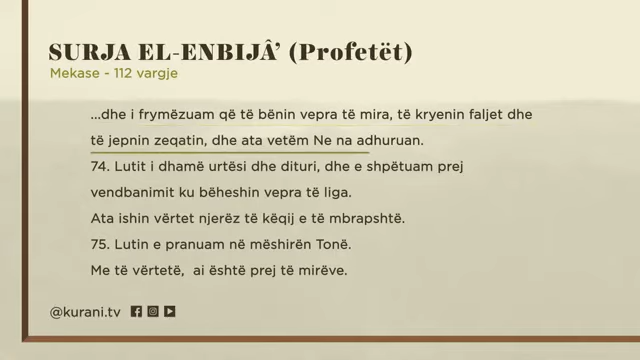 SURJA EL-ENBIJÂ’ (Profetët)
Mekase - 112 vargje
...dhe i frymëzuam që të bënin vepra të mira, të kryenin faljet dhe
të jepnin zeqatin, dhe ata vetëm Ne na adhuruan.
74. Lutit i dhamë urtësi dhe dituri, dhe e shpëtuam prej
vendbanimit ku bëheshin vepra të liga.
Ata ishin vërtet njerëz të këqij e të mbrapshtë.
75. Lutin e pranuam në mëshirën Tonë.
Me të vërtetë, ai është prej të mirëve.
@kurani.tv